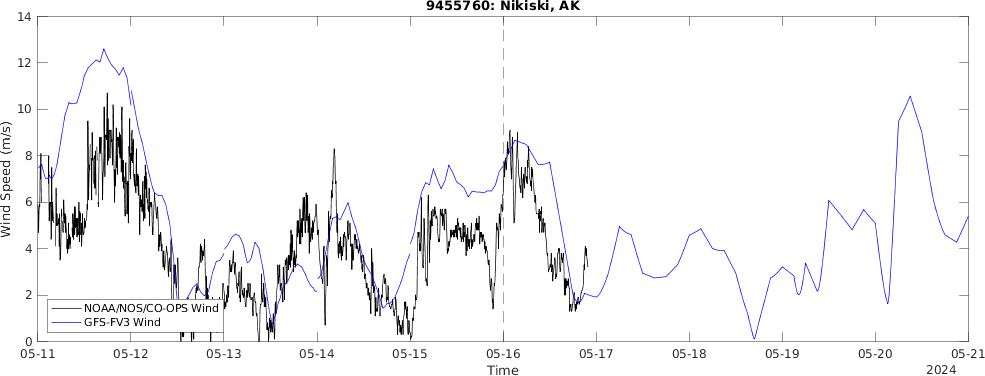 9455760: Nikiski, AK
14
12
10
8
6
4
2
0
Wind Speed (m/s)
NOAA/NOS/CO-OPS Wind
GFS-FV3 Wind
05-11 05-12 05-13 05-14 05-15 05-16 05-17 05-18 05-19 05-20 05-21
Time
2024